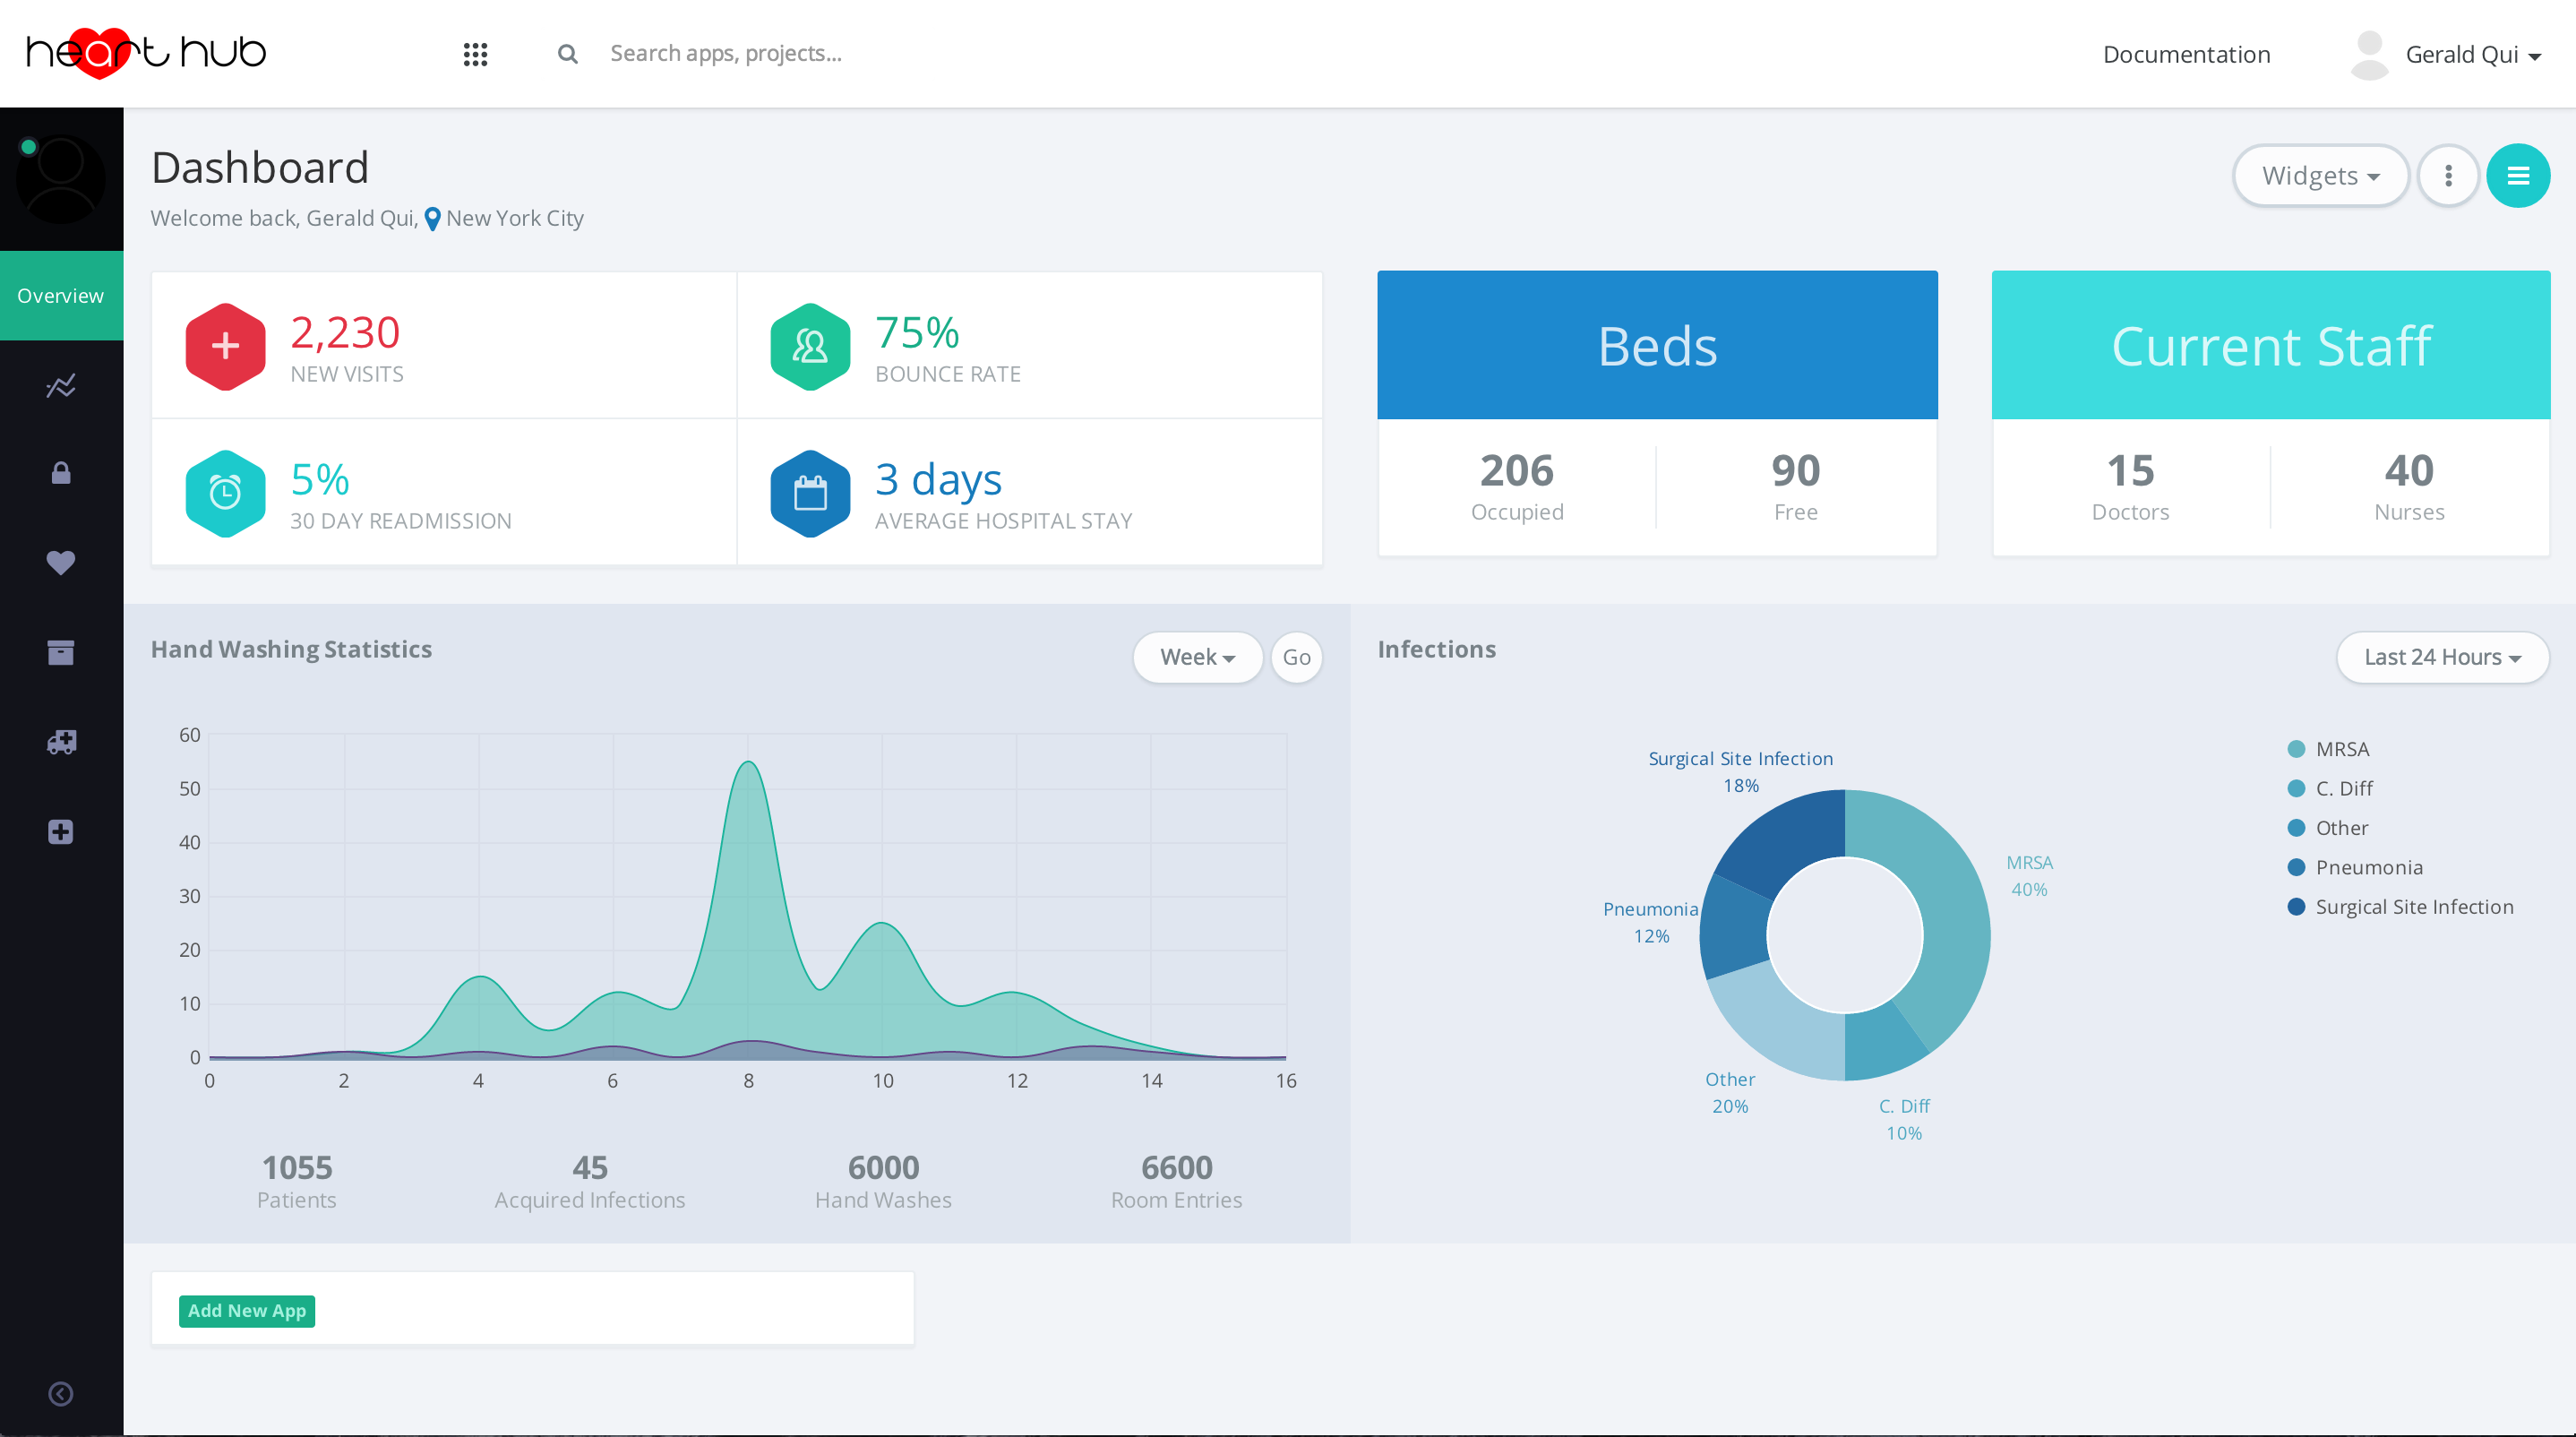 heart hub
Search apps, projects...
Documentation
Gerald Qui
Dashboard
Welcome back, Gerald Qui, New York City
Widgets
Overview
2,230
NEW VISITS
75%
BOUNCE RATE
5%
30 DAY READMISSION
3 days
AVERAGE HOSPITAL STAY
Beds
206
Occupied
90
Free
Current Staff
15
Doctors
40
Nurses
Hand Washing Statistics
Week
Go
60
50
40
30
20
10
0
0 2 4 6 8 10 12 14 16
1055
Patients
45
Acquired Infections
6000
Hand Washes
6600
Room Entries
Infections
Last 24 Hours
Surgical Site Infection
18%
MRSA
40%
Pneumonia
12%
Other
20%
C. Diff
10%
MRSA
C. Diff
Other
Pneumonia
Surgical Site Infection
Add New App